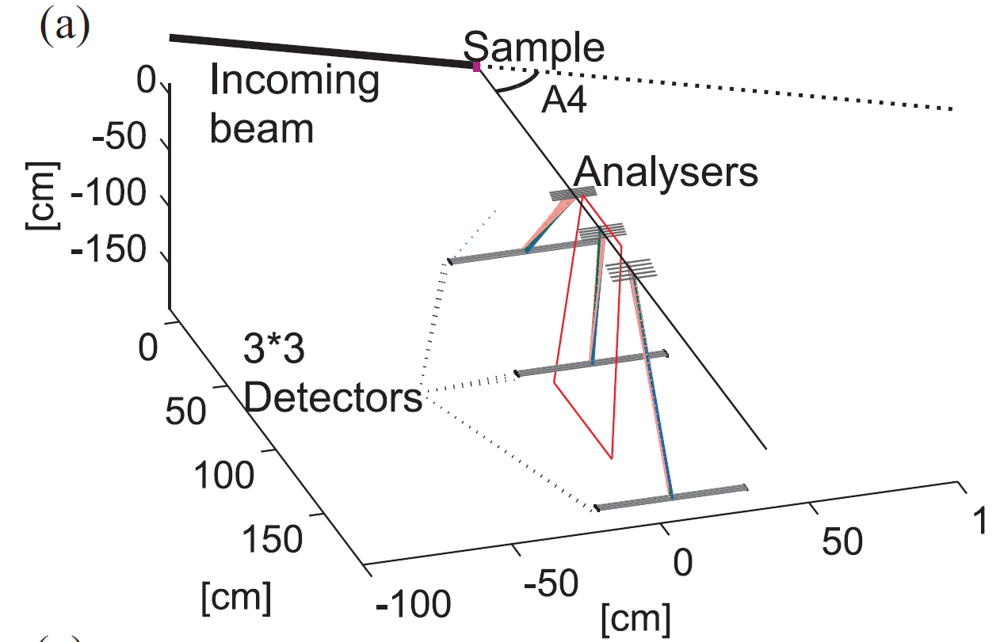 (a)
Sample
Incoming
beam
A4
Analysers
0
-50
-100
-150
[cm]
3*3
Detectors
0
50
100
150
[cm]
-100
-50
0
50
1
[cm]